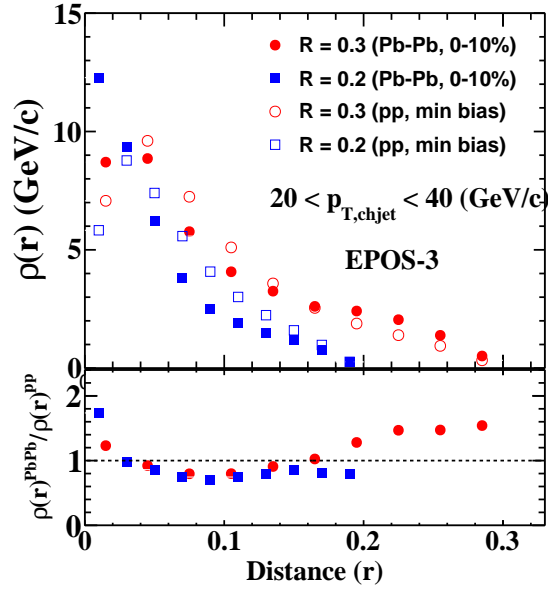 15
10
5
0
ρ(r) (GeV/c)
R = 0.3 (Pb-Pb, 0-10%)
R = 0.2 (Pb-Pb, 0-10%)
R = 0.3 (pp, min bias)
R = 0.2 (pp, min bias)
20 < p_T,chjet < 40 (GeV/c)
EPOS-3
2
1
0
ρ(r)^PbPb/ρ(r)^pp
0 0.1 0.2 0.3
Distance (r)